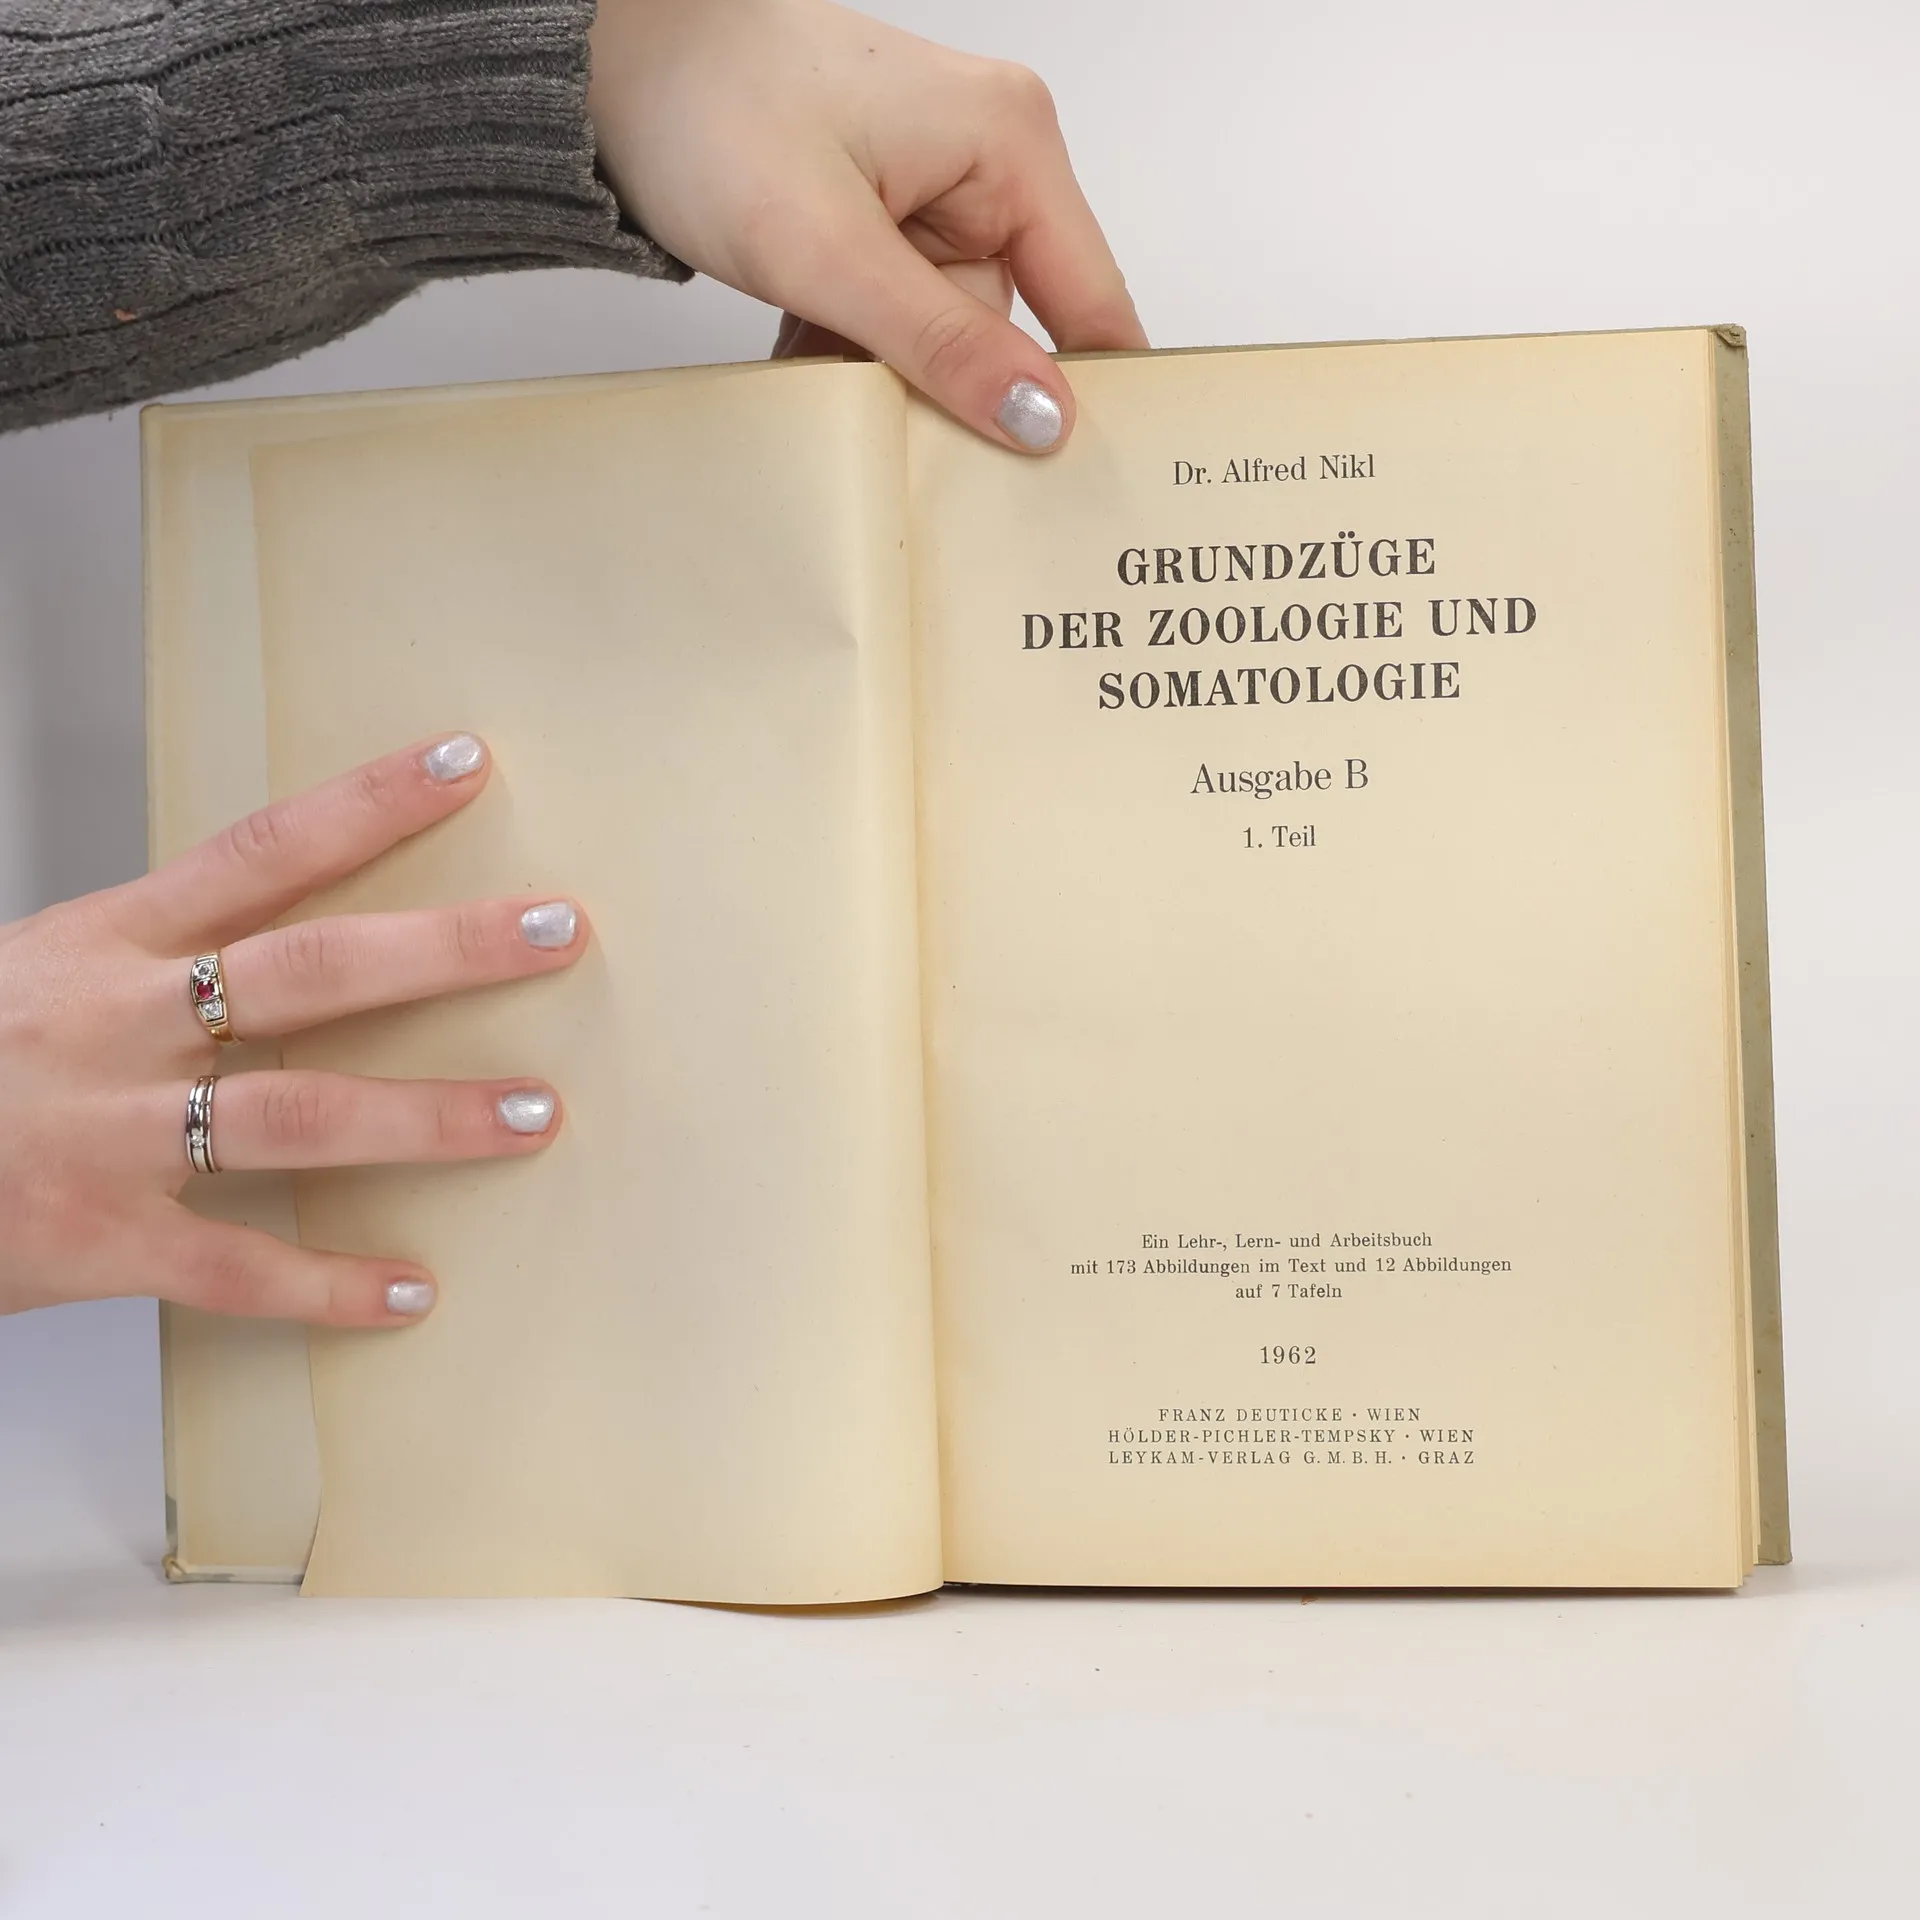 Dr. Alfred Nikl
GRUNDZÜGE
DER ZOOLOGIE UND
SOMATOLOGIE
Ausgabe B
1. Teil
Ein Lehr-, Lern- und Arbeitsbuch
mit 173 Abbildungen im Text und 12 Abbildungen
auf 7 Tafeln
1962
FRANZ DEUTICKE · WIEN
HÖLDER-PICHLER-TEMPSKY · WIEN
LEYKAM-VERLAG G. M. B. H. · GRAZ